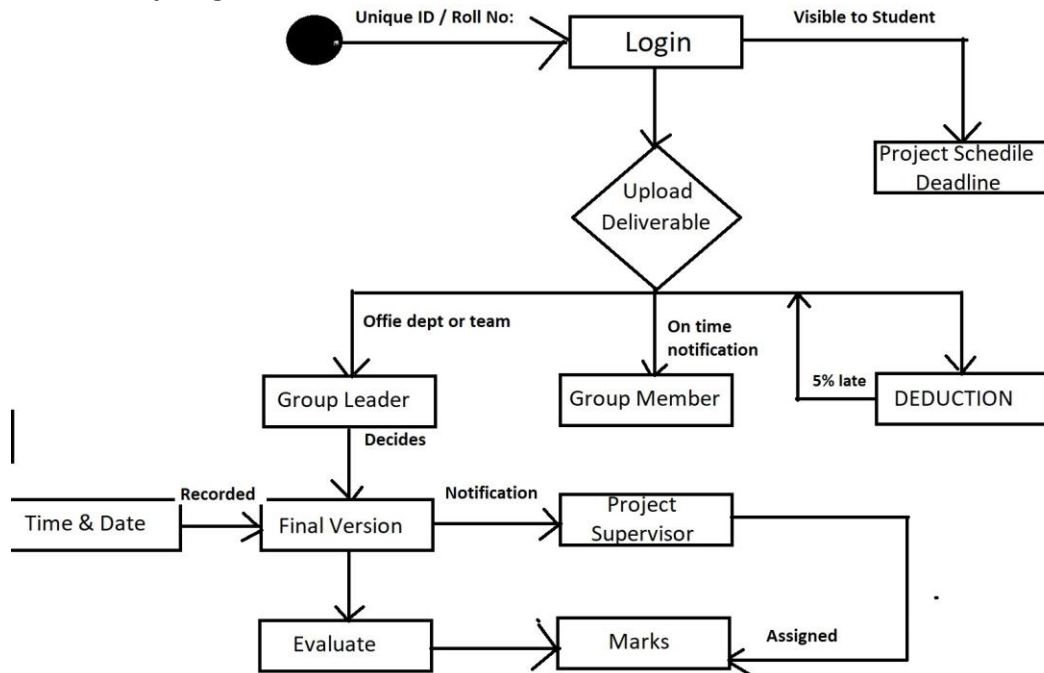 Unique ID / Roll No:
Visible to Student
Login
Project Schedile
Deadline
Upload
Deliverable
Offie dept or team
On time
notification
5% late
Group Leader
Group Member
DEDUCTION
Decides
Recorded
Notification
Time & Date
Final Version
Project
Supervisor
Evaluate
Marks
Assigned